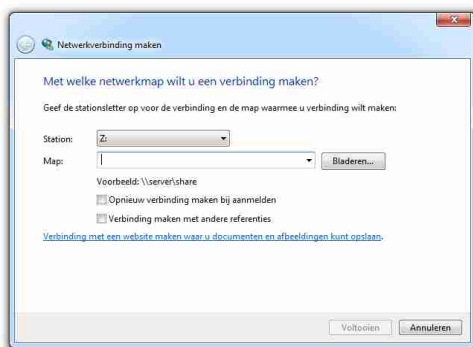 Netwerkverbinding maken
Met welke netwerkmap wilt u een verbinding maken?
Geef de stationsletter op voor de verbinding en de map waarmee u verbinding wilt maken:
Station: Z:
Map: Bladeren...
Voorbeeld: \\server\share
Opnieuw verbinding maken bij aanmelden
Verbinding maken met andere referenties
Verbinding met een website maken waar u documenten en afbeeldingen kunt opslaan.
Voltooien Annuleren